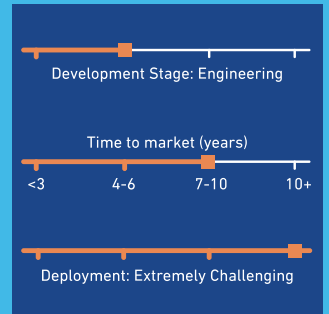 Development Stage: Engineering
Time to market (years)
<3 4-6 7-10 10+
Deployment: Extremely Challenging